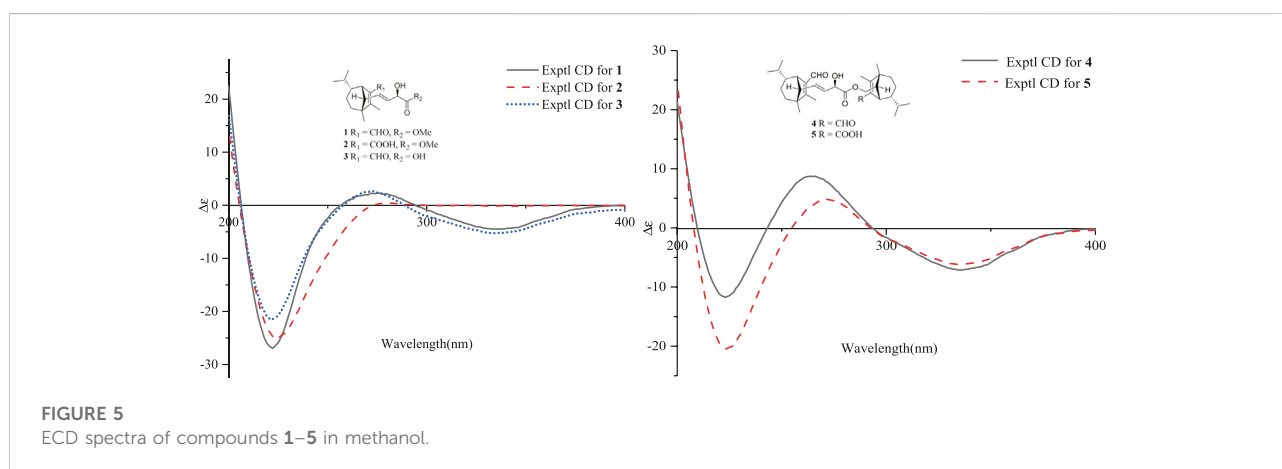 20
10
0
-10
-20
-30
Δε
200
300
400
Wavelength(nm)
H
R₁
OH
R₂
O
1 R₁ = CHO, R₂ = OMe
2 R₁ = COOH, R₂ = OMe
3 R₁ = CHO, R₂ = OH
Exptl CD for 1
Exptl CD for 2
Exptl CD for 3
30
20
10
0
-10
-20
Δε
200
300
400
Wavelength(nm)
H
CHO
OH
O
O
R
H
4 R = CHO
5 R = COOH
Exptl CD for 4
Exptl CD for 5
FIGURE 5
ECD spectra of compounds 1–5 in methanol.